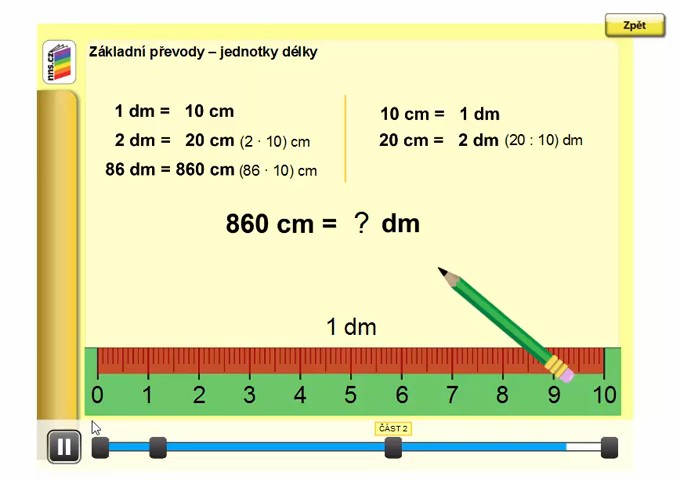 Zpět
nns.cz
Základní převody – jednotky délky
1 dm = 10 cm
2 dm = 20 cm (2 · 10) cm
86 dm = 860 cm (86 · 10) cm
10 cm = 1 dm
20 cm = 2 dm (20 : 10) dm
860 cm = ? dm
1 dm
0 1 2 3 4 5 6 7 8 9 10
ČÁST 2